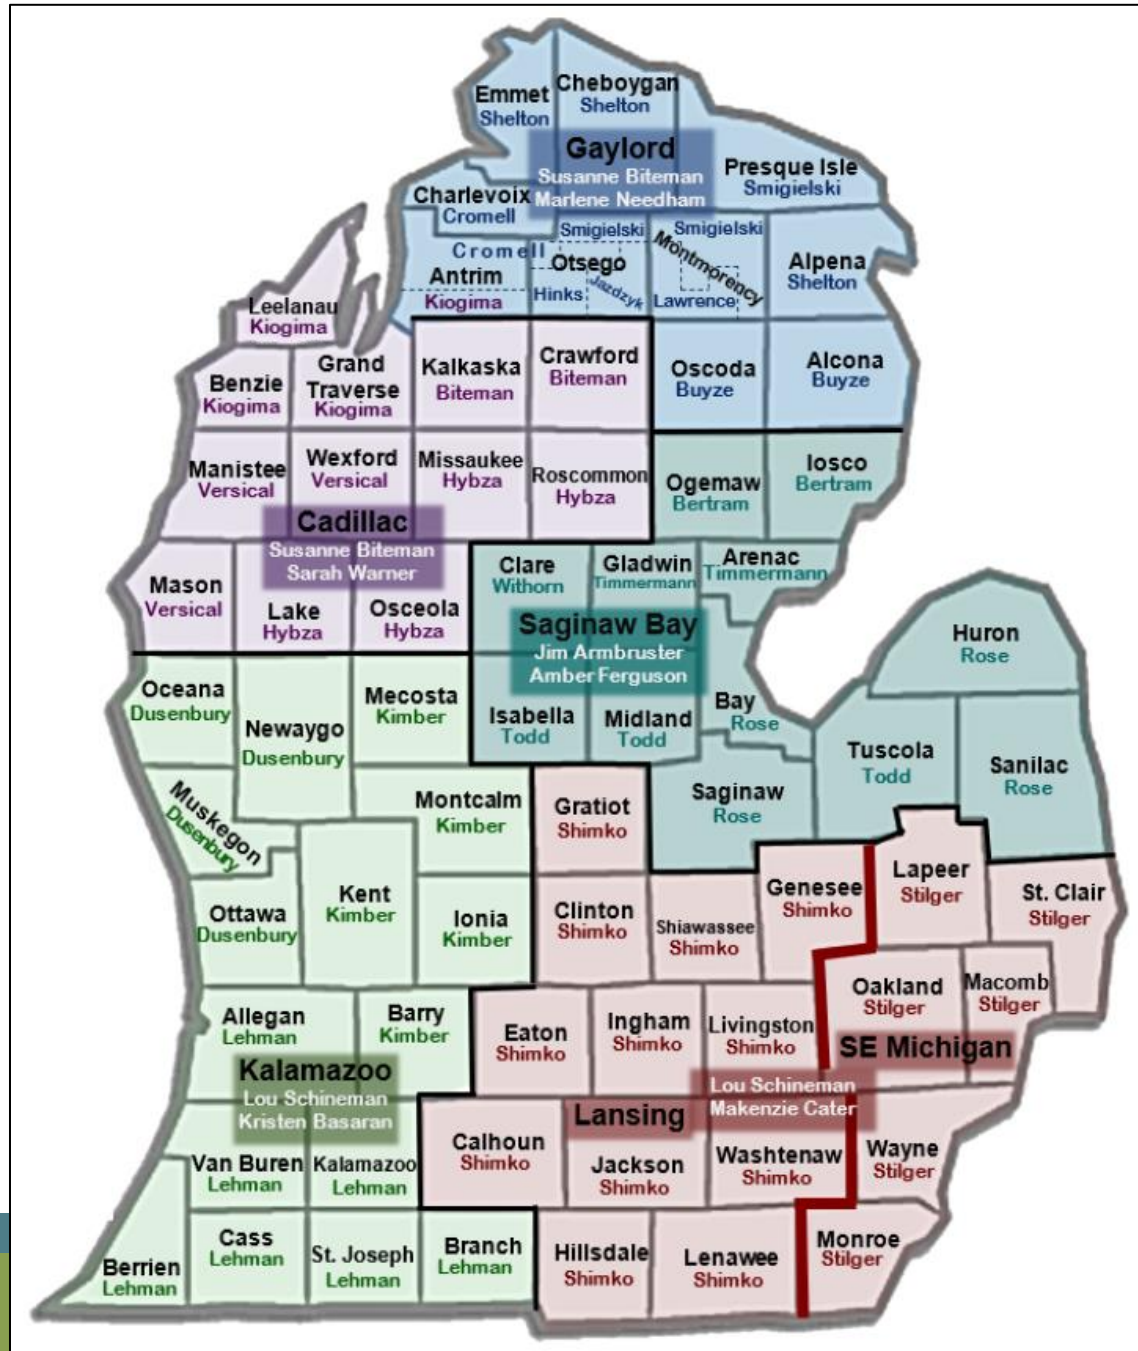 Emmet
Shelton
Cheboygan
Shelton
Gaylord
Susanne Biteman
Marlene Needham
Presque Isle
Smigielski
Charlevoix
Cromell
Cromell
Antrim
Kiogima
Smigielski
Otsego
Hinks
Jazdzyk
Smigielski
Montmorency
Lawrence
Alpena
Shelton
Leelanau
Kiogima
Benzie
Kiogima
Grand
Traverse
Kiogima
Kalkaska
Biteman
Crawford
Biteman
Oscoda
Buyze
Alcona
Buyze
Manistee
Versical
Wexford
Versical
Missaukee
Hybza
Roscommon
Hybza
Ogemaw
Bertram
Iosco
Bertram
Cadillac
Susanne Biteman
Sarah Warner
Mason
Versical
Lake
Hybza
Osceola
Hybza
Clare
Withorn
Gladwin
Timmermann
Arenac
Timmermann
Saginaw Bay
Jim Armbruster
Amber Ferguson
Huron
Rose
Oceana
Dusenbury
Newaygo
Dusenbury
Mecosta
Kimber
Isabella
Todd
Midland
Todd
Bay
Rose
Tuscola
Todd
Sanilac
Rose
Muskegon
Dusenbury
Montcalm
Kimber
Gratiot
Shimko
Saginaw
Rose
Kent
Kimber
Ottawa
Dusenbury
Ionia
Kimber
Clinton
Shimko
Shiawassee
Shimko
Genesee
Shimko
Lapeer
Stilger
St. Clair
Stilger
Allegan
Lehman
Barry
Kimber
Eaton
Shimko
Ingham
Shimko
Livingston
Shimko
Oakland
Stilger
Macomb
Stilger
SE Michigan
Kalamazoo
Lou Schineman
Kristen Basaran
Lansing
Lou Schineman
Makenzie Cater
Van Buren
Lehman
Kalamazoo
Lehman
Calhoun
Shimko
Jackson
Shimko
Washtenaw
Shimko
Wayne
Stilger
Berrien
Lehman
Cass
Lehman
St. Joseph
Lehman
Branch
Lehman
Hillsdale
Shimko
Lenawee
Shimko
Monroe
Stilger